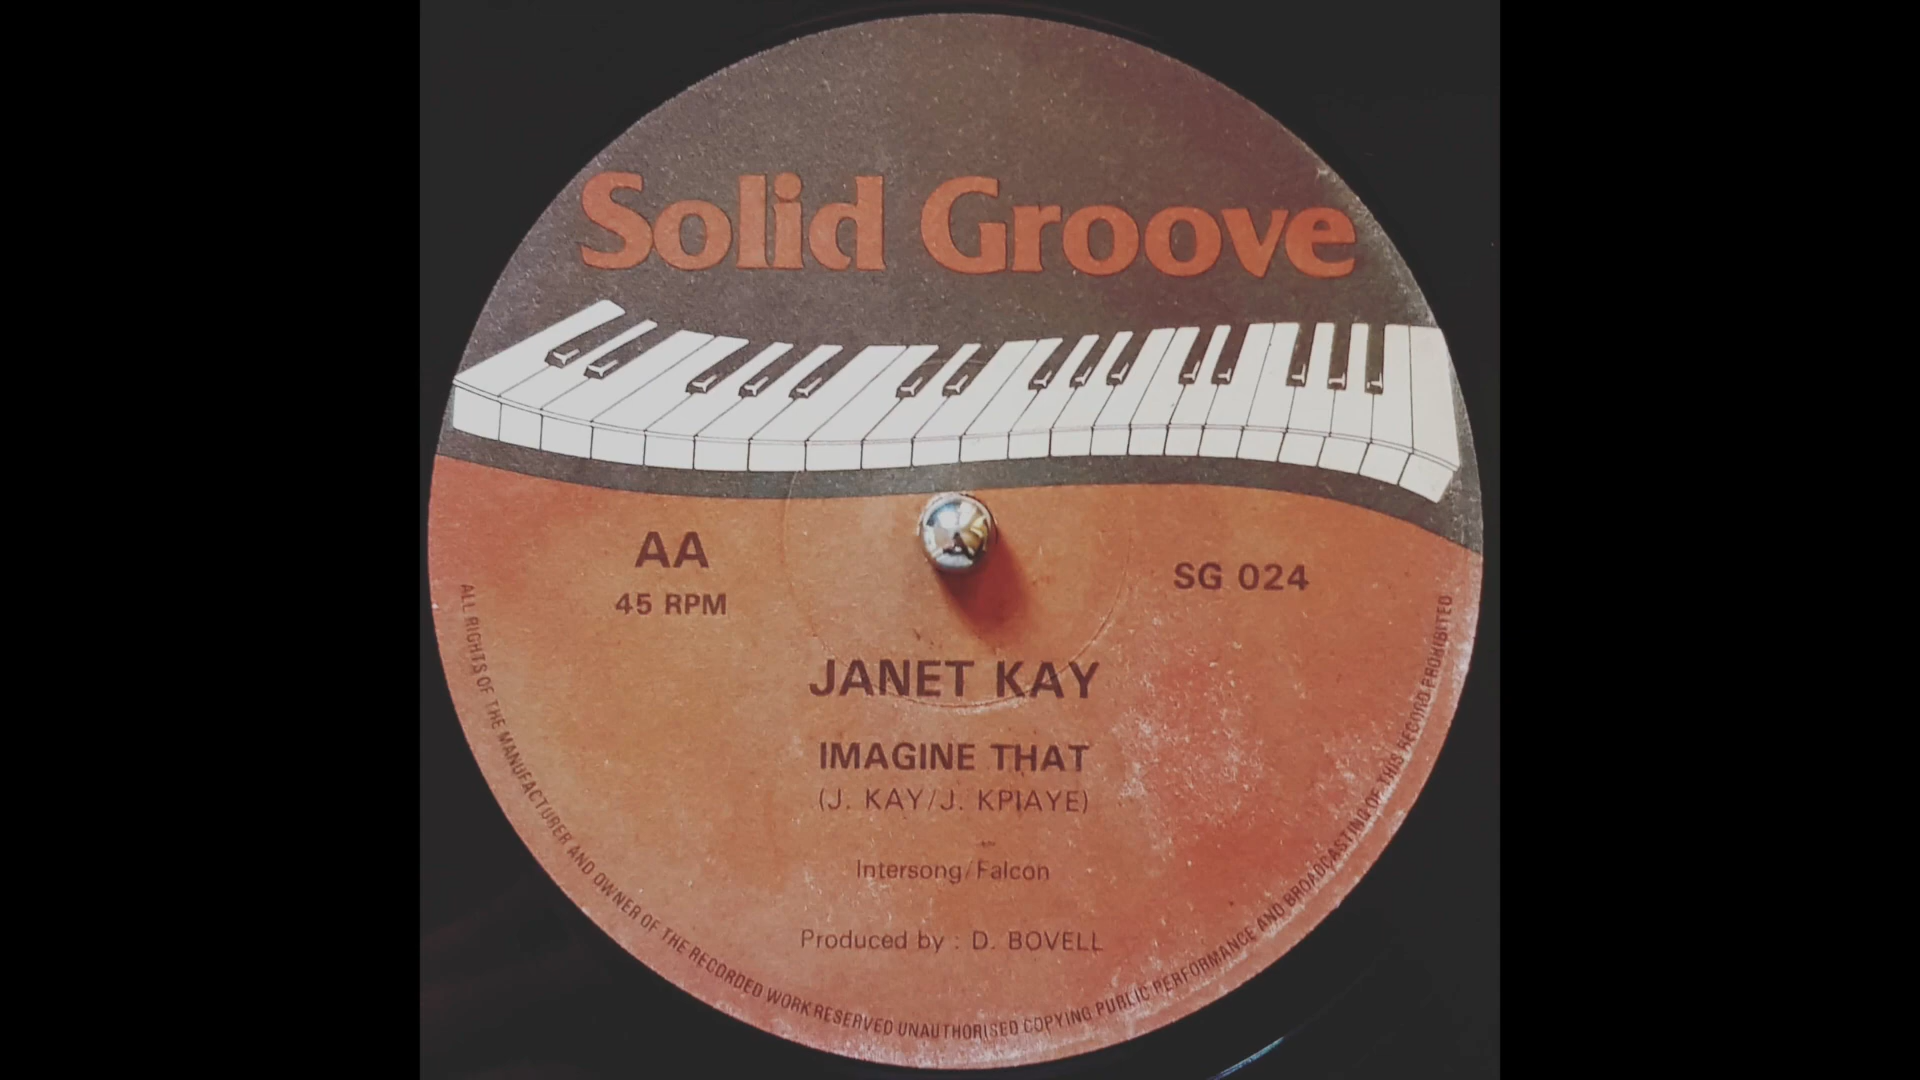 Solid Groove
AA
45 RPM
SG 024
JANET KAY
IMAGINE THAT
(J. KAY/J. KPIAYE)
Intersong/Falcon
Produced by : D. BOVELL
ALL RIGHTS OF THE MANUFACTURER AND OWNER OF THE RECORDED WORK RESERVED UNAUTHORISED COPYING PUBLIC PERFORMANCE AND BROADCASTING OF THIS RECORD PROHIBITED